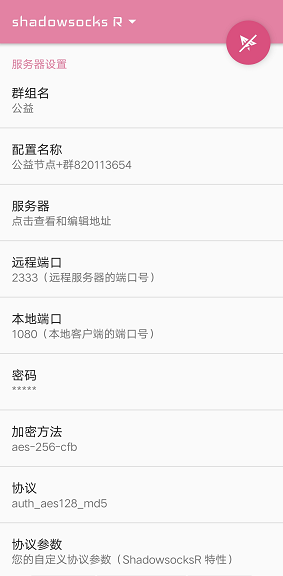 shadowsocks R
服务器设置
群组名
公益
配置名称
公益节点+群820113654
服务器
点击查看和编辑地址
远程端口
2333（远程服务器的端口号）
本地端口
1080（本地客户端的端口号）
密码
*****
加密方法
aes-256-cfb
协议
auth_aes128_md5
协议参数
您的自定义协议参数（ShadowsocksR 特性）